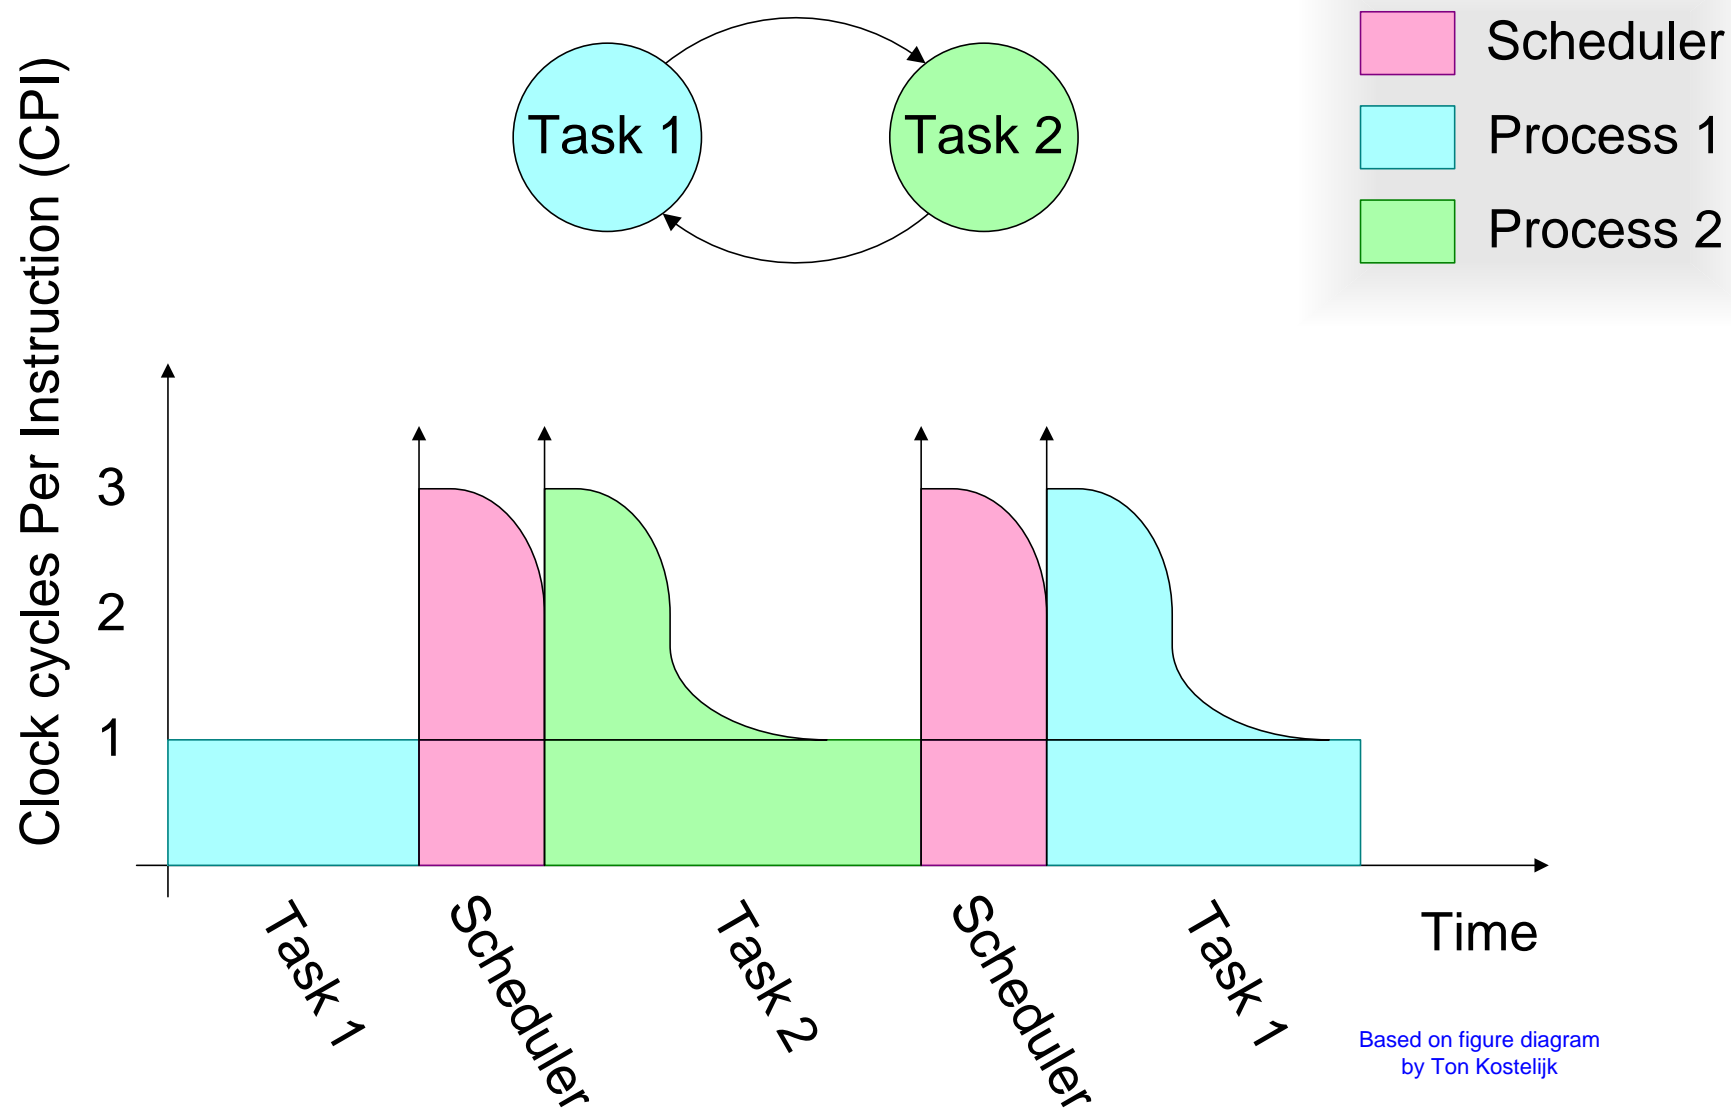 Clock cycles Per Instruction (CPI)
Task 1
Task 2
Scheduler
Process 1
Process 2
3
2
1
Task 1
Scheduler
Task 2
Scheduler
Task 1
Time
Based on figure diagram
by Ton Kostelijk